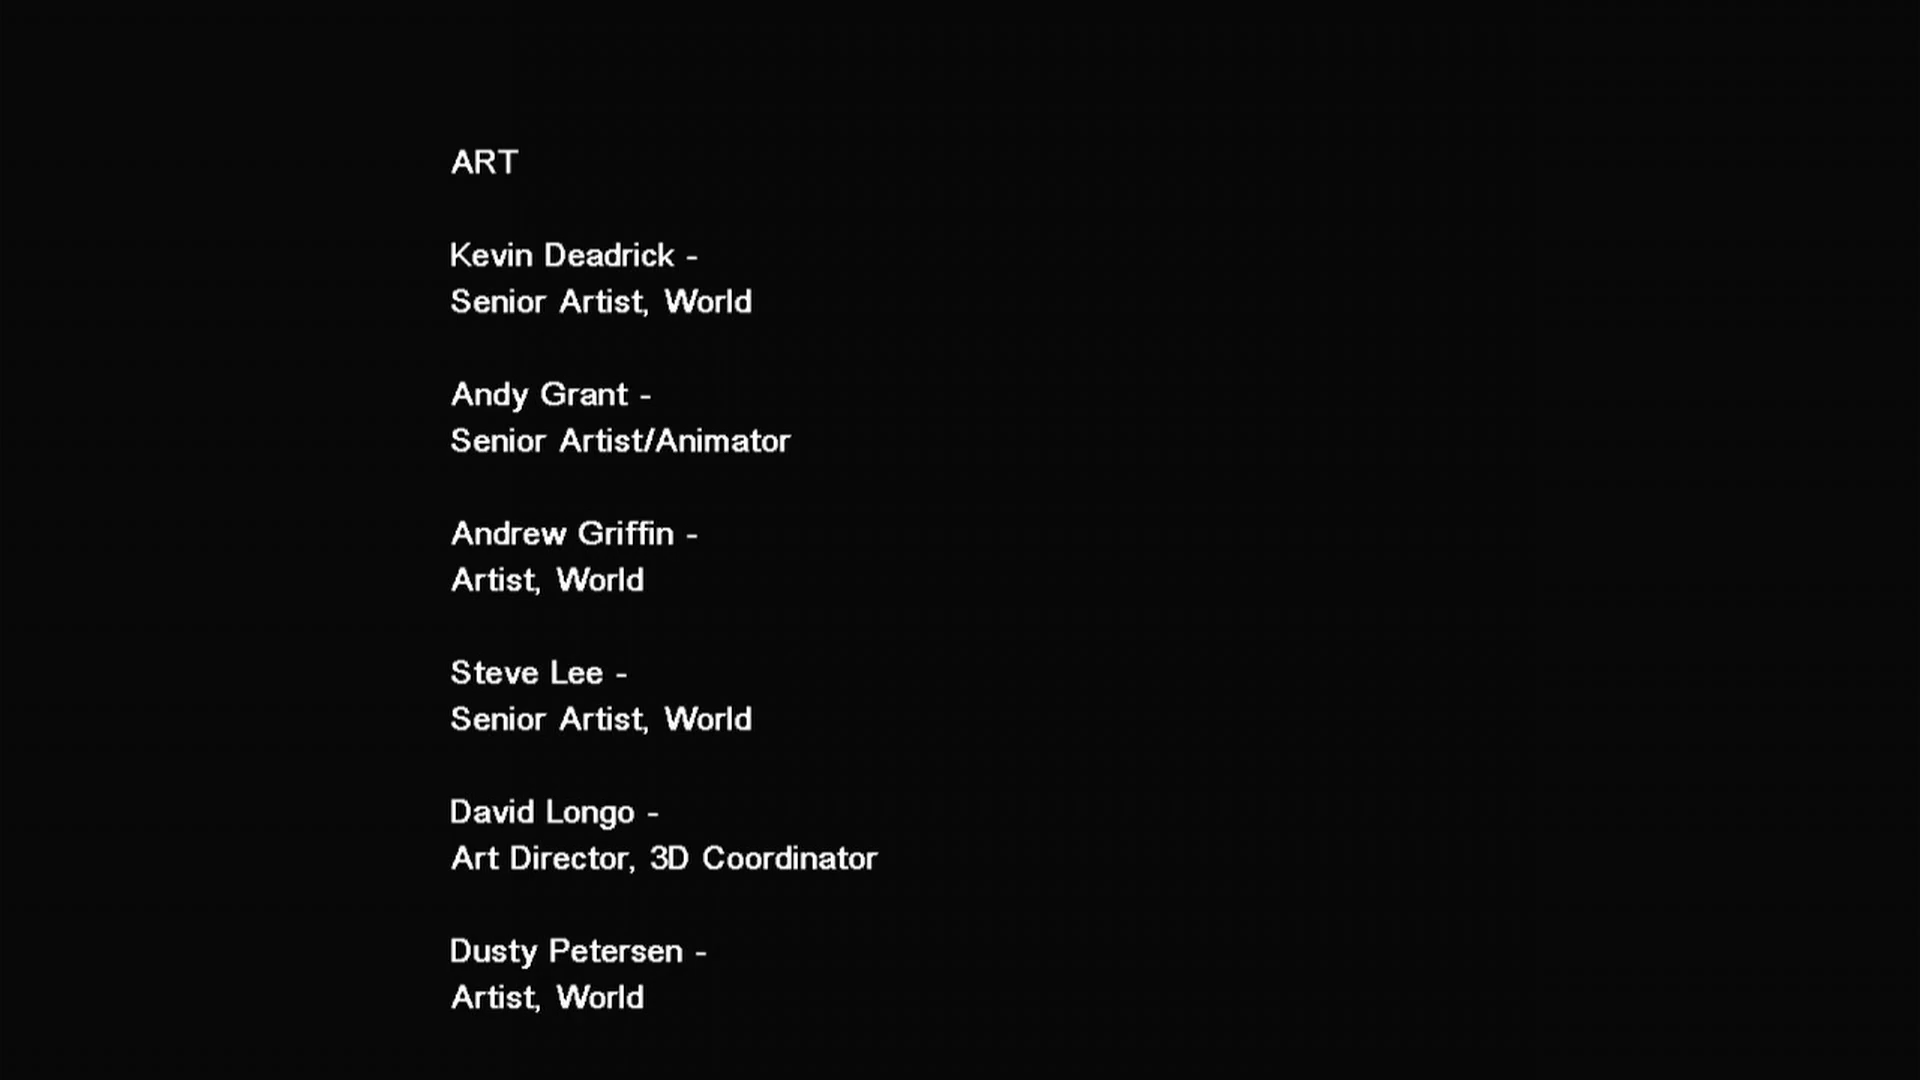 ART
Kevin Deadrick -
Senior Artist, World
Andy Grant -
Senior Artist/Animator
Andrew Griffin -
Artist, World
Steve Lee -
Senior Artist, World
David Longo -
Art Director, 3D Coordinator
Dusty Petersen -
Artist, World